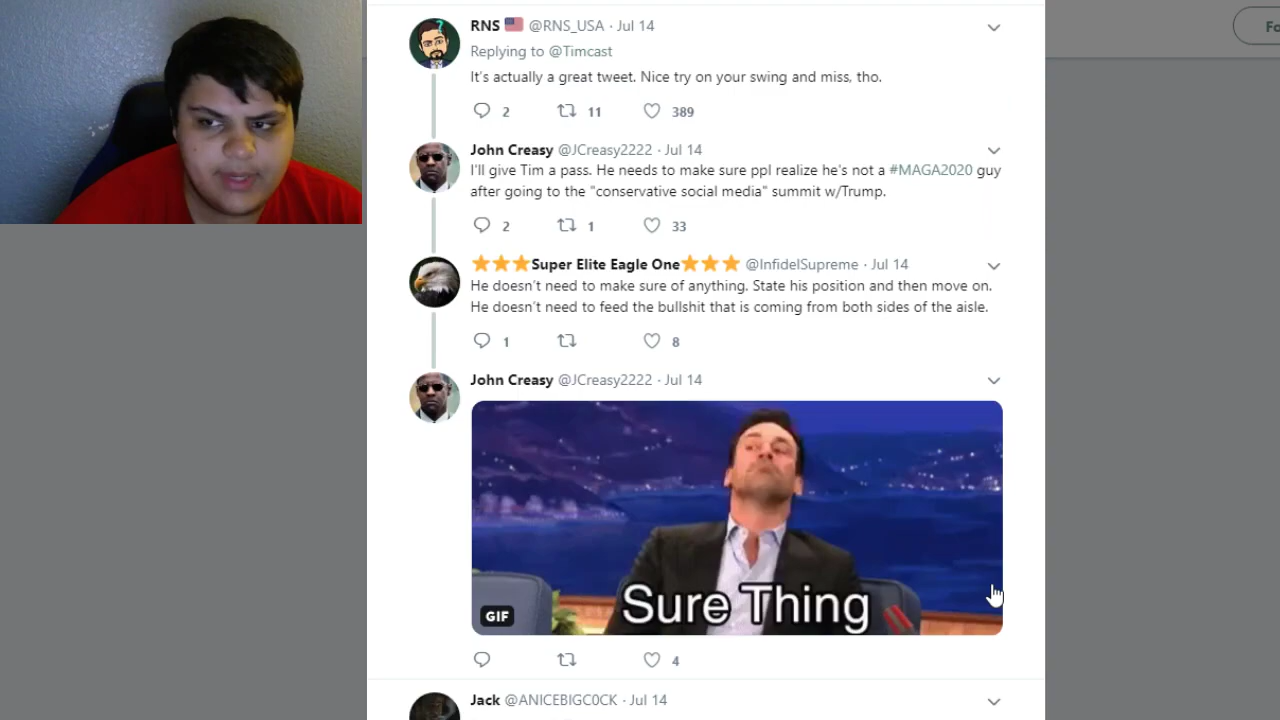 Fo
RNS @RNS_USA · Jul 14
Replying to @Timcast
It's actually a great tweet. Nice try on your swing and miss, tho.
2 11 389
John Creasy @JCreasy2222 · Jul 14
I'll give Tim a pass. He needs to make sure ppl realize he's not a #MAGA2020 guy
after going to the "conservative social media" summit w/Trump.
2 1 33
Super Elite Eagle One @InfidelSupreme · Jul 14
He doesn't need to make sure of anything. State his position and then move on.
He doesn't need to feed the bullshit that is coming from both sides of the aisle.
1 8
John Creasy @JCreasy2222 · Jul 14
Sure Thing
GIF
4
Jack @ANICEBIGC0CK · Jul 14